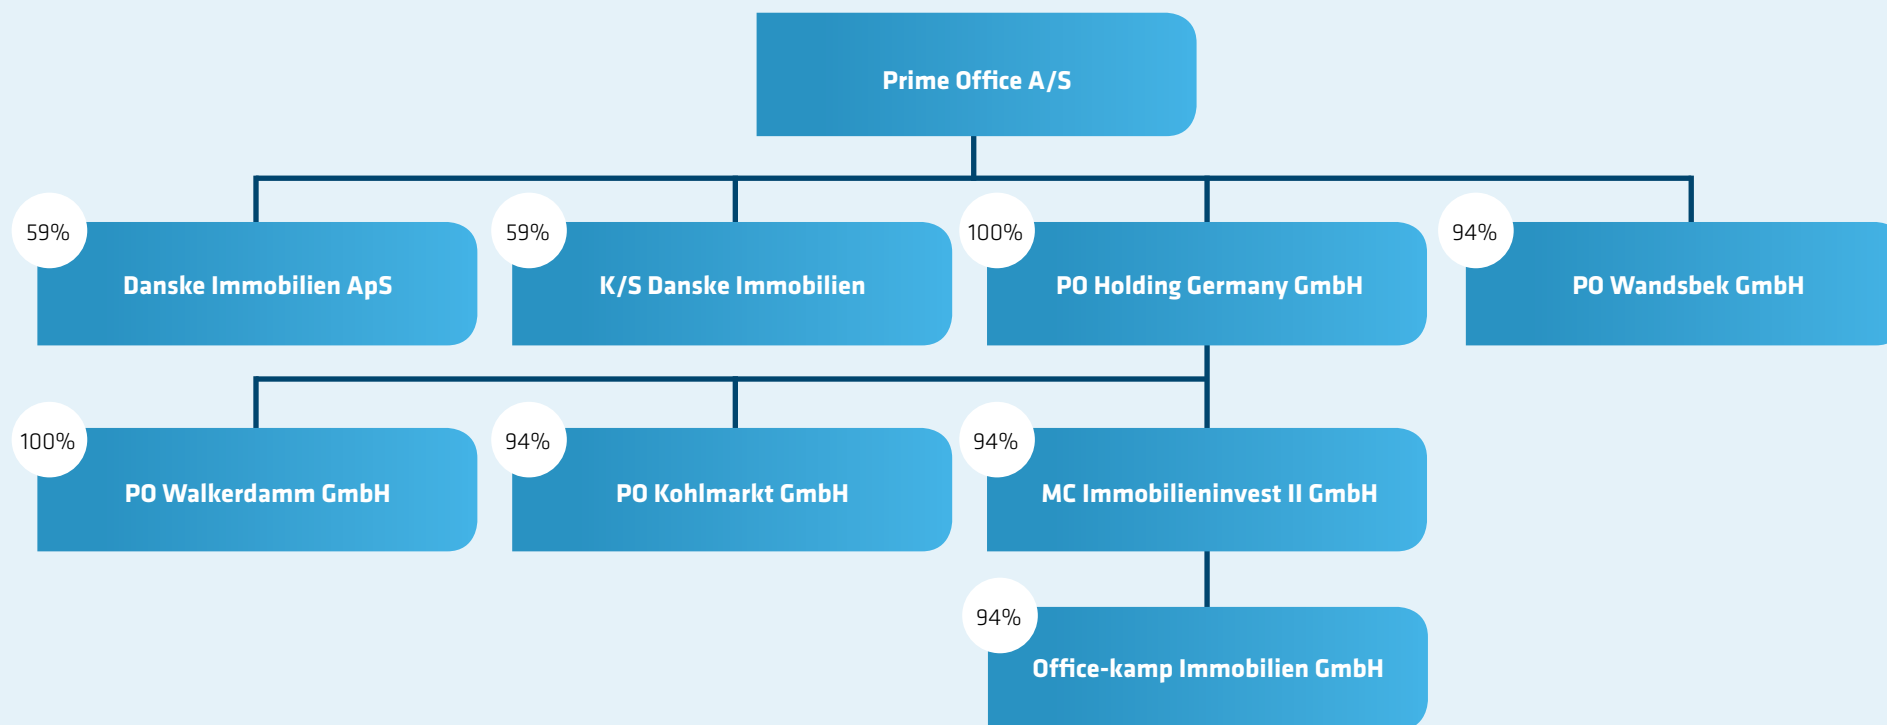 Prime Office A/S
59%
Danske Immobilien ApS
59%
K/S Danske Immobilien
100%
PO Holding Germany GmbH
94%
PO Wandsbek GmbH
100%
PO Walkerdamm GmbH
94%
PO Kohlmarkt GmbH
94%
MC Immobilieninvest II GmbH
94%
Office-kamp Immobilien GmbH